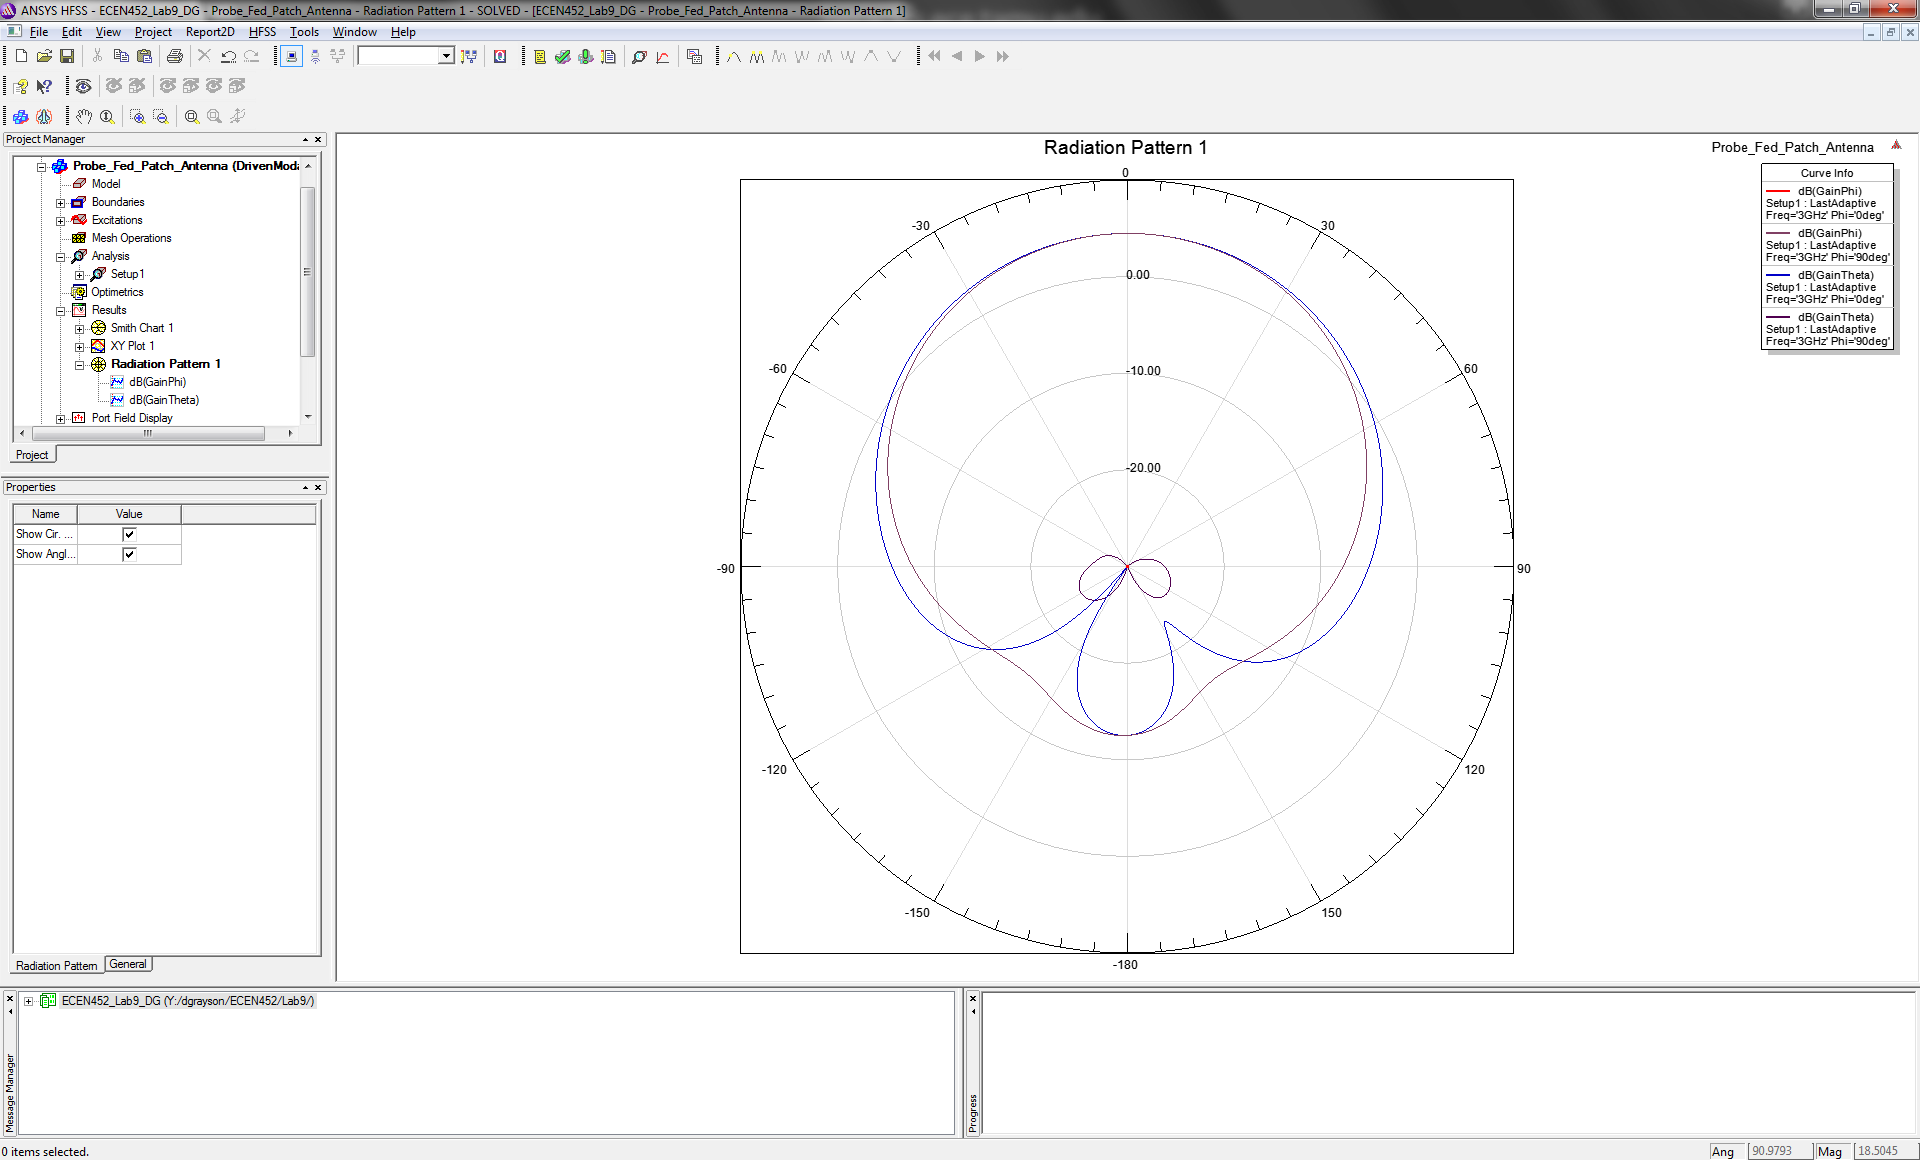 ANSYS HFSS - ECEN452_Lab9_DG - Probe_Fed_Patch_Antenna - Radiation Pattern 1 - SOLVED - [ECEN452_Lab9_DG - Probe_Fed_Patch_Antenna - Radiation Pattern 1]
File Edit View Project Report2D HFSS Tools Window Help
Project Manager
Probe_Fed_Patch_Antenna (DrivenMod
Model
Boundaries
Excitations
Mesh Operations
Analysis
Setup1
Optimetrics
Results
Smith Chart 1
XY Plot 1
Radiation Pattern 1
dB(GainPhi)
dB(GainTheta)
Port Field Display
Project
Properties
Name Value
Show Cir. ...
Show Angl...
Radiation Pattern General
Radiation Pattern 1
0
-30
30
0.00
-60
60
-10.00
-20.00
-90
90
-120
120
-150
150
-180
Probe_Fed_Patch_Antenna
Curve Info
dB(GainPhi)
Setup1 : LastAdaptive
Freq='3GHz' Phi='0deg'
dB(GainPhi)
Setup1 : LastAdaptive
Freq='3GHz' Phi='90deg'
dB(GainTheta)
Setup1 : LastAdaptive
Freq='3GHz' Phi='0deg'
dB(GainTheta)
Setup1 : LastAdaptive
Freq='3GHz' Phi='90deg'
Message Manager
ECEN452_Lab9_DG (Y:/dgrayson/ECEN452/Lab9/)
Progress
0 items selected.
Ang 90.9793 Mag 18.5045